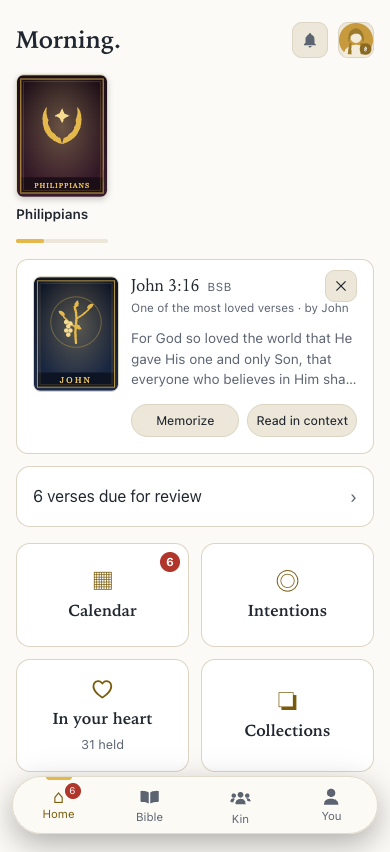 Morning.
PHILIPPIANS
Philippians
John 3:16 BSB
One of the most loved verses · by John
For God so loved the world that He
gave His one and only Son, that
everyone who believes in Him sha...
JOHN
Memorize
Read in context
6 verses due for review
6
Calendar
Intentions
In your heart
31 held
Collections
6
Home
Bible
Kin
You